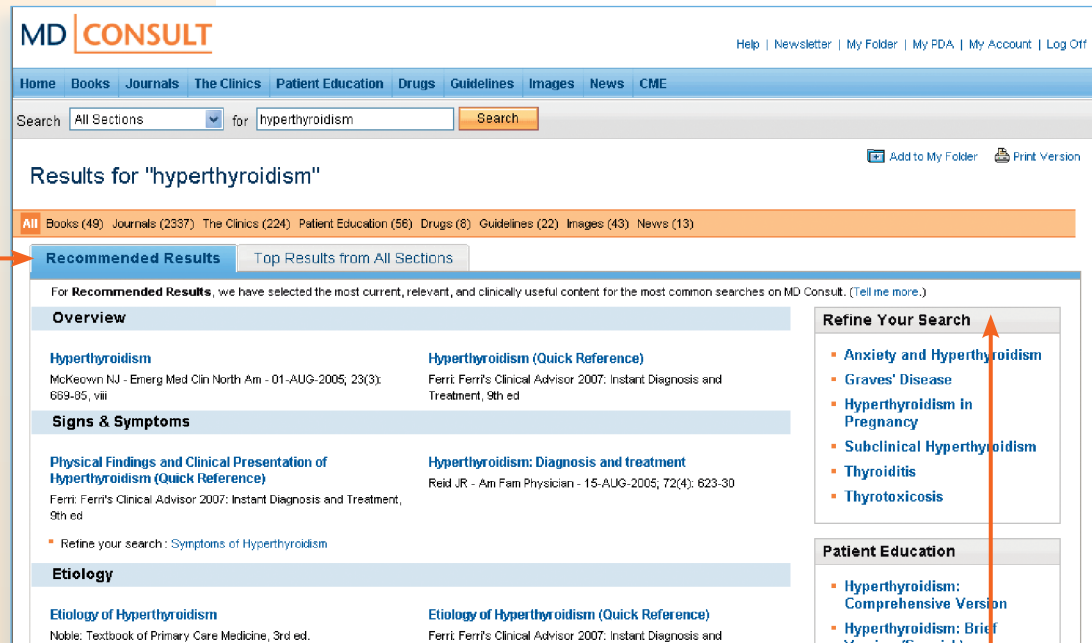 MD CONSULT
Help | Newsletter | My Folder | My PDA | My Account | Log Off
Home Books Journals The Clinics Patient Education Drugs Guidelines Images News CME
Search All Sections for hyperthyroidism Search
Add to My Folder Print Version
Results for "hyperthyroidism"
All Books (49) Journals (2337) The Clinics (224) Patient Education (56) Drugs (8) Guidelines (22) Images (43) News (13)
Recommended Results Top Results from All Sections
For Recommended Results, we have selected the most current, relevant, and clinically useful content for the most common searches on MD Consult. (Tell me more.)
Overview
Hyperthyroidism
McKeown NJ - Emerg Med Clin North Am - 01-AUG-2005; 23(3):
669-85, viii
Hyperthyroidism (Quick Reference)
Ferri: Ferri's Clinical Advisor 2007: Instant Diagnosis and
Treatment, 9th ed
Signs & Symptoms
Physical Findings and Clinical Presentation of
Hyperthyroidism (Quick Reference)
Ferri: Ferri's Clinical Advisor 2007: Instant Diagnosis and Treatment,
9th ed
Refine your search : Symptoms of Hyperthyroidism
Hyperthyroidism: Diagnosis and treatment
Reid JR - Am Fam Physician - 15-AUG-2005; 72(4): 623-30
Etiology
Etiology of Hyperthyroidism
Noble: Textbook of Primary Care Medicine, 3rd ed.
Etiology of Hyperthyroidism (Quick Reference)
Ferri: Ferri's Clinical Advisor 2007: Instant Diagnosis and
Refine Your Search
Anxiety and Hyperthyroidism
Graves' Disease
Hyperthyroidism in
Pregnancy
Subclinical Hyperthyroidism
Thyroiditis
Thyrotoxicosis
Patient Education
Hyperthyroidism:
Comprehensive Version
Hyperthyroidism: Brief